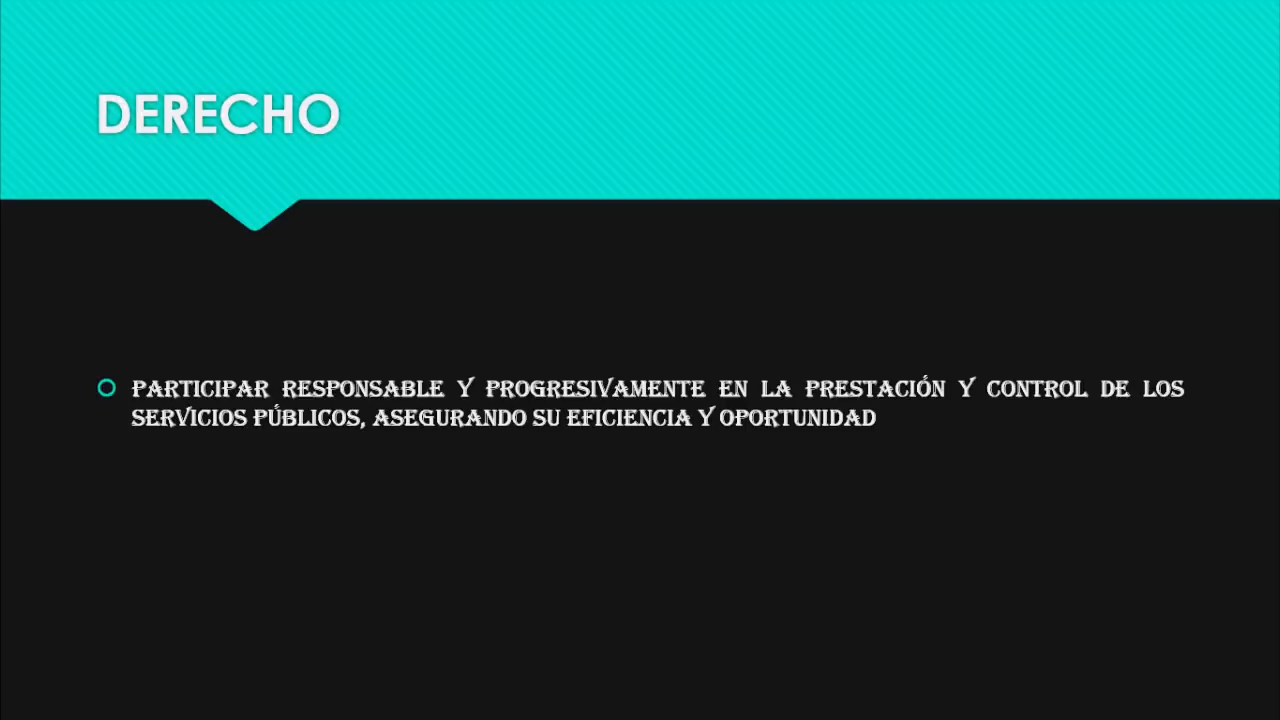 DERECHO
PARTICIPAR RESPONSABLE Y PROGRESIVAMENTE EN LA PRESTACIÓN Y CONTROL DE LOS
SERVICIOS PÚBLICOS, ASEGURANDO SU EFICIENCIA Y OPORTUNIDAD